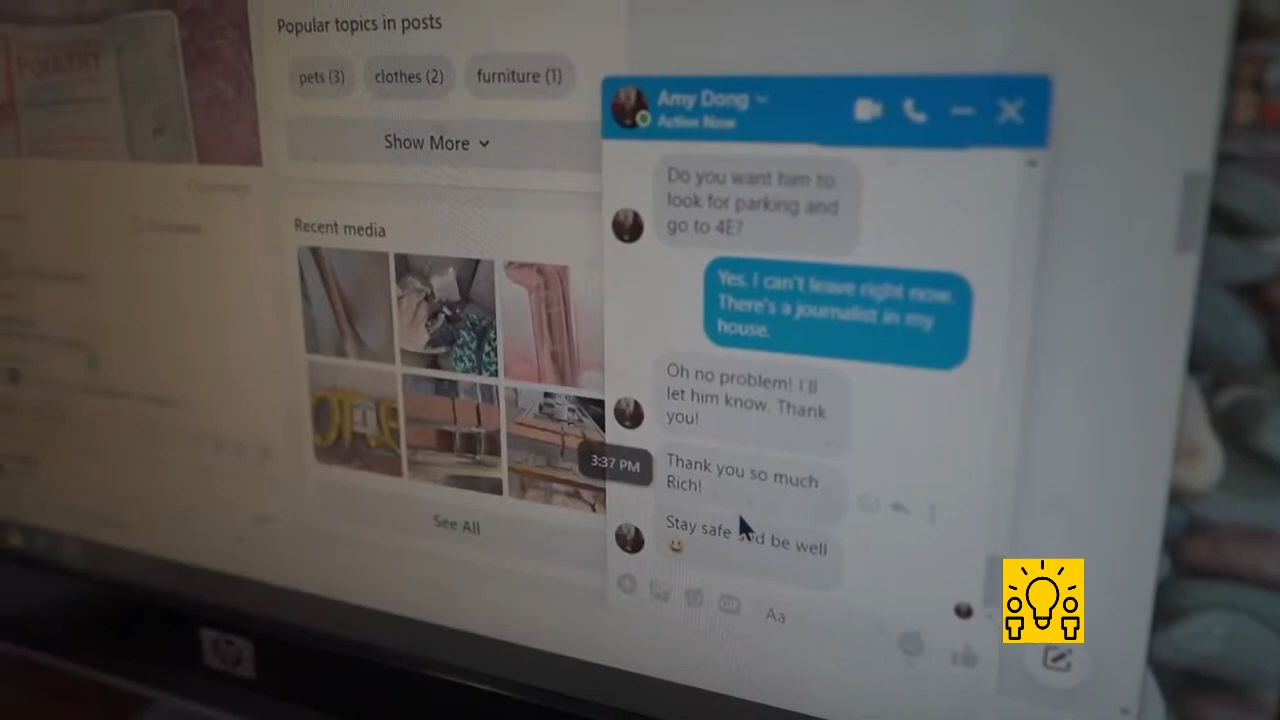 POULTRY
Popular topics in posts
pets (3)
clothes (2)
furniture (1)
Show More
Recent media
See All
Amy Dong
Active Now
Do you want him to
look for parking and
go to 4E?
Yes. I can't leave right now.
There's a journalist in my
house.
Oh no problem! I'll
let him know. Thank
you!
3:37 PM
Thank you so much
Rich!
Stay safe and be well
Aa
hp